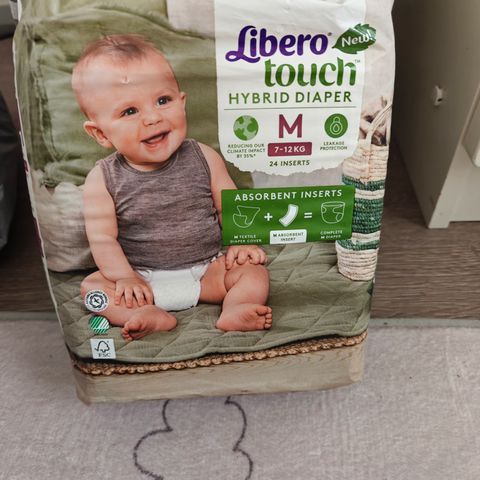 Libero®
New!
touch™
HYBRID DIAPER
REDUCING OUR
CLIMATE IMPACT
BY 35%*
M
7-12 KG
24 INSERTS
LEAKAGE
PROTECTION
ABSORBENT INSERTS
+ =
M TEXTILE
DIAPER COVER
M ABSORBENT
INSERT
COMPLETE
M DIAPER
FSC